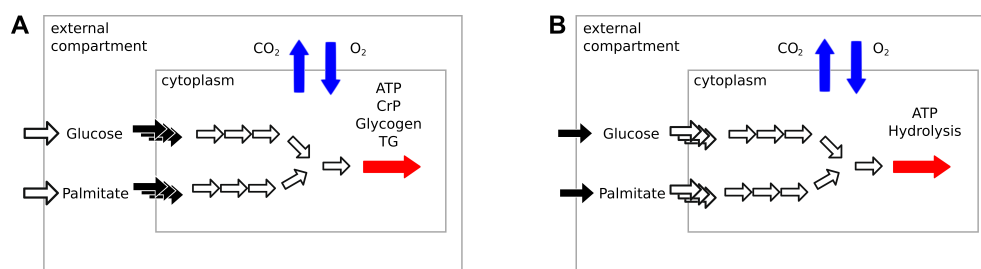 A
external
compartment
CO₂
O₂
cytoplasm
ATP
CrP
Glycogen
TG
Glucose
Palmitate
B
external
compartment
CO₂
O₂
cytoplasm
ATP
Hydrolysis
Glucose
Palmitate